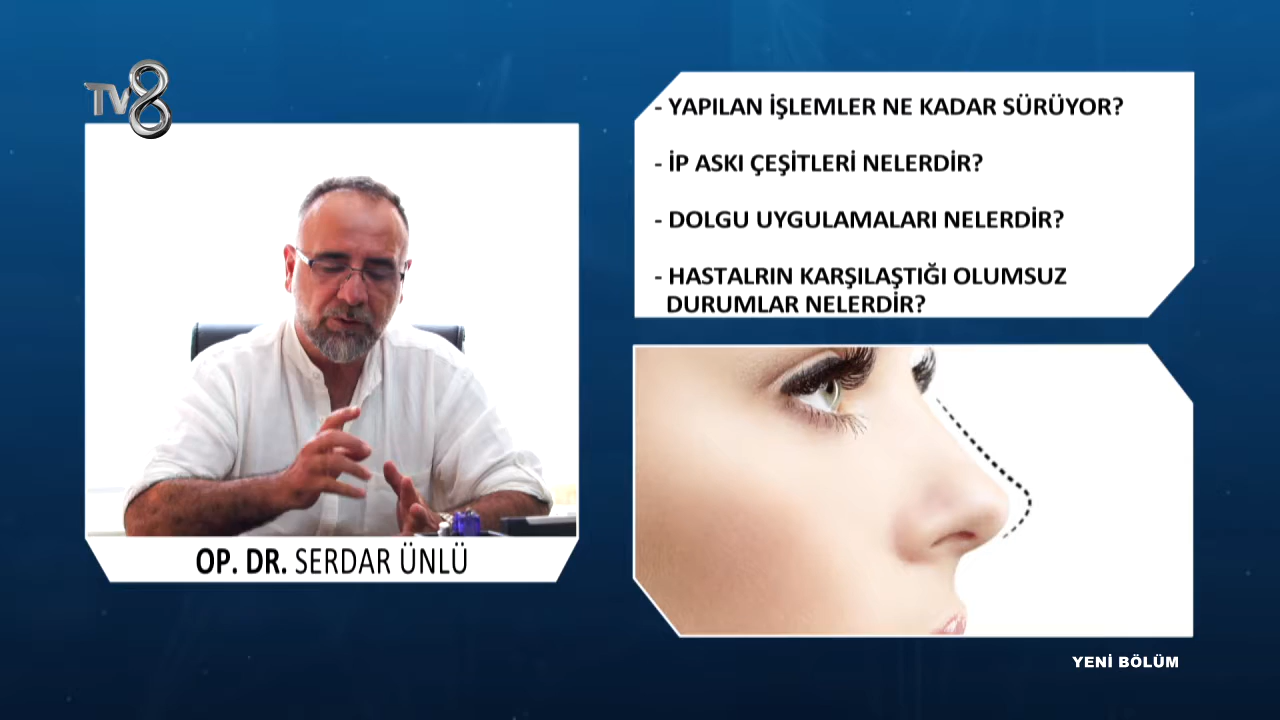 TV8
- YAPILAN İŞLEMLER NE KADAR SÜRÜYOR?
- İP ASKI ÇEŞİTLERİ NELERDİR?
- DOLGU UYGULAMALARI NELERDİR?
- HASTALRIN KARŞILAŞTIĞI OLUMSUZ
DURUMLAR NELERDİR?
OP. DR. SERDAR ÜNLÜ
YENİ BÖLÜM